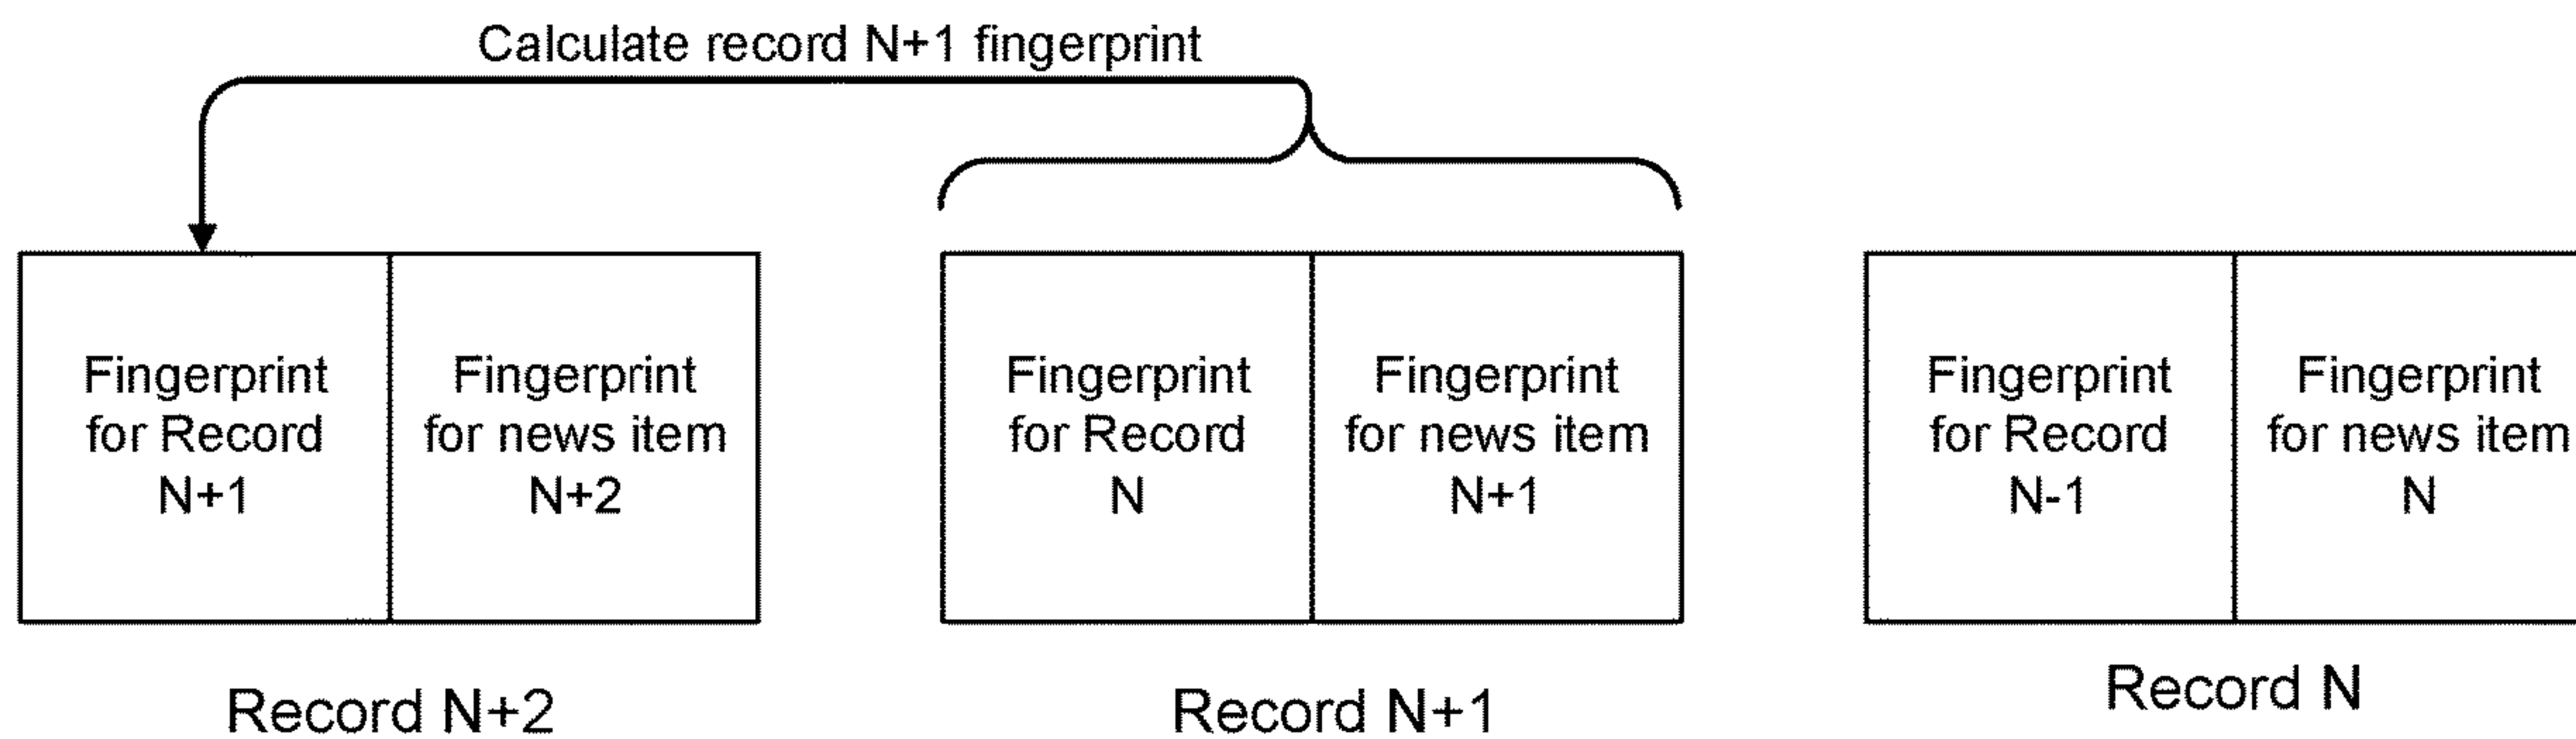 Calculate record N+1 fingerprint
Fingerprint
for Record
N+1
Fingerprint
for news item
N+2
Fingerprint
for Record
N
Fingerprint
for news item
N+1
Fingerprint
for Record
N-1
Fingerprint
for news item
N
Record N+2
Record N+1
Record N